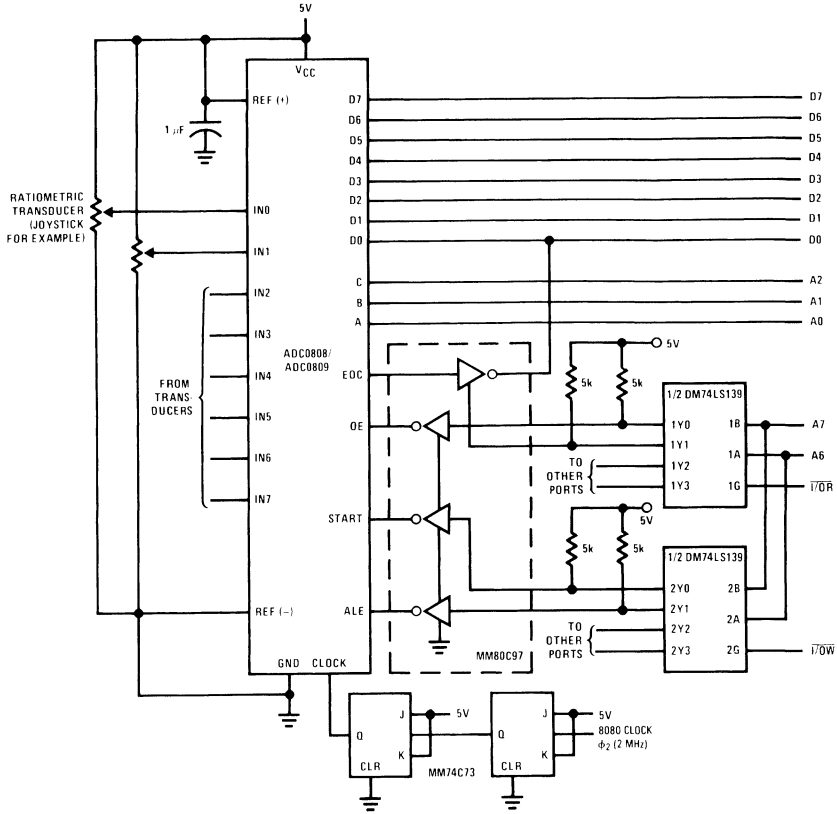 5V
VCC
REF (+)
1 μF
D7
D6
D5
D4
D3
D2
D1
D0
D7
D6
D5
D4
D3
D2
D1
D0
RATIOMETRIC
TRANSDUCER
(JOYSTICK
FOR EXAMPLE)
IN0
IN1
IN2
IN3
IN4
IN5
IN6
IN7
FROM
TRANS-
DUCERS
C
B
A
A2
A1
A0
ADC0808/
ADC0809
EOC
OE
START
ALE
REF (−)
GND
CLOCK
MM80C97
5V
5k
5k
1/2 DM74LS139
1Y0
1Y1
1Y2
1Y3
1B
1A
1G
A7
A6
I/OR
TO
OTHER
PORTS
5V
5k
5k
1/2 DM74LS139
2Y0
2Y1
2Y2
2Y3
2B
2A
2G
I/OW
TO
OTHER
PORTS
Q
J
K
CLR
5V
MM74C73
Q
J
K
CLR
5V
8080 CLOCK
ϕ2 (2 MHz)